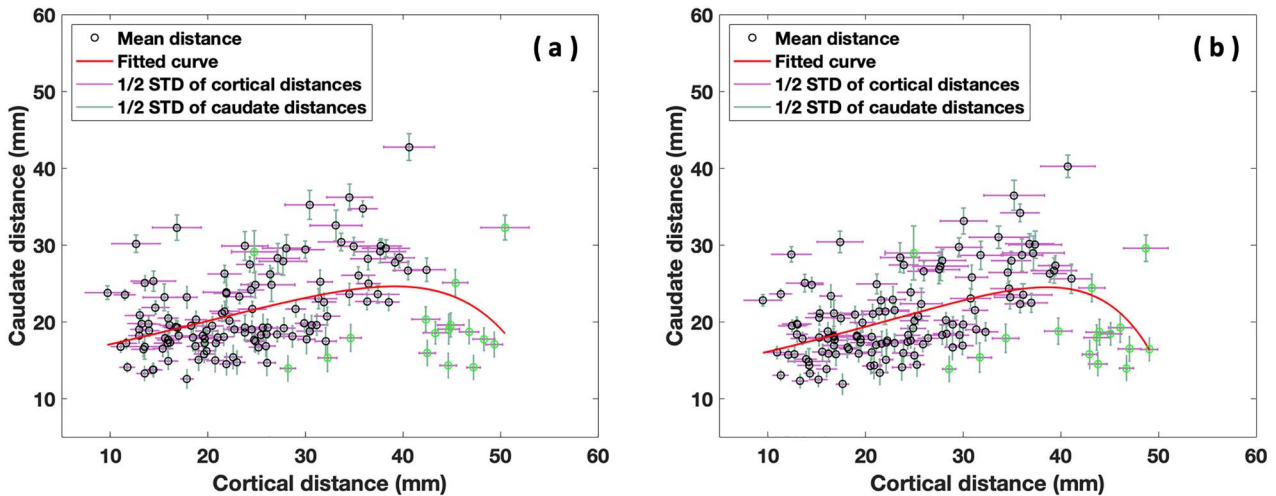 60
50
40
30
20
10
Caudate distance (mm)
Mean distance
Fitted curve
1/2 STD of cortical distances
1/2 STD of caudate distances
( a )
10 20 30 40 50 60
Cortical distance (mm)
60
50
40
30
20
10
Caudate distance (mm)
Mean distance
Fitted curve
1/2 STD of cortical distances
1/2 STD of caudate distances
( b )
10 20 30 40 50 60
Cortical distance (mm)